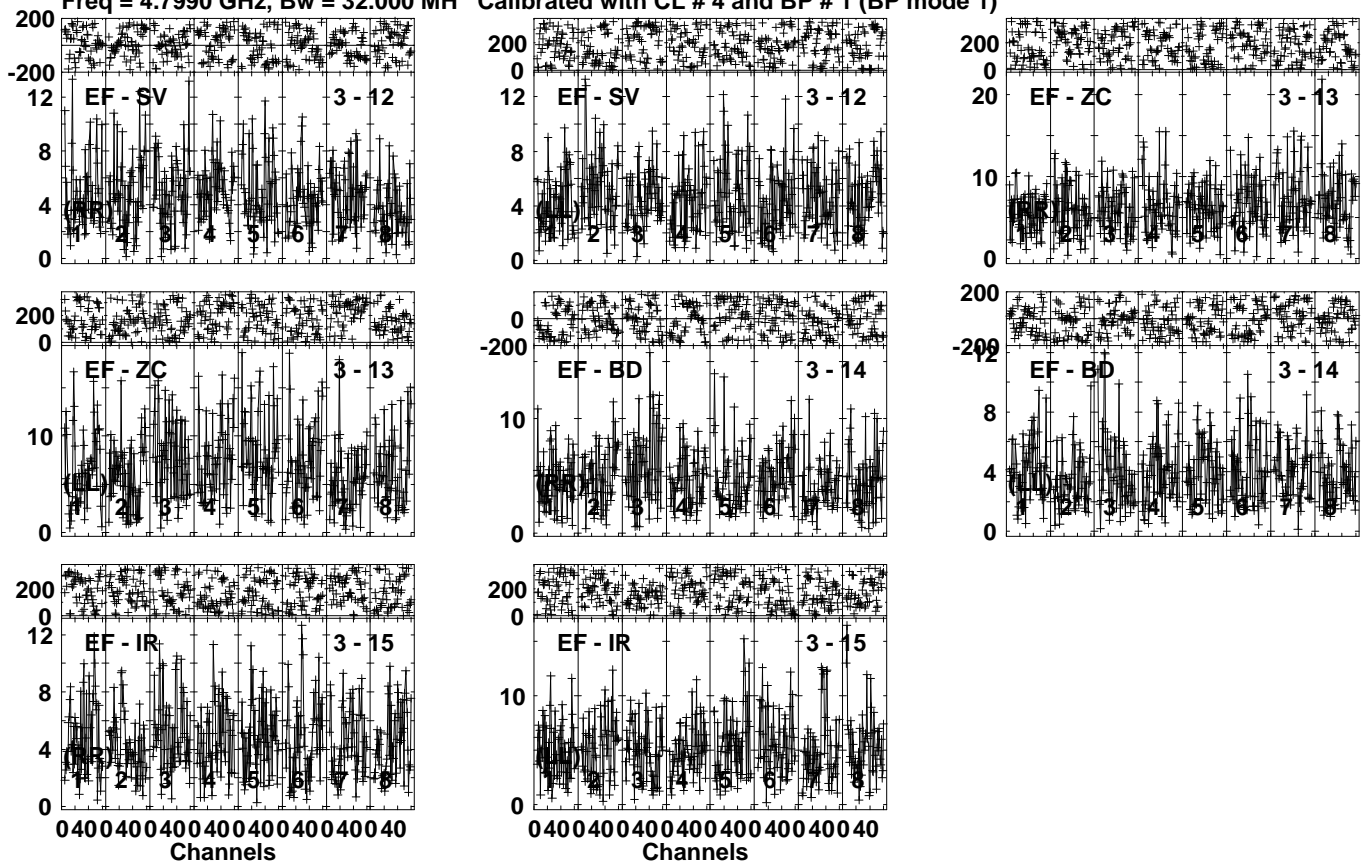 Freq = 4.7990 GHz, Bw = 32.000 MH Calibrated with CL # 4 and BP # 1 (BP mode 1)
200
-200
EF - SV 3 - 12
12
8
4
0
(RR)
1 2 3 4 5 6 7 8
200
0
EF - SV 3 - 12
12
8
4
0
(LL)
1 2 3 4 5 6 7 8
200
0
EF - ZC 3 - 13
20
10
0
(RR)
1 2 3 4 5 6 7 8
200
0
EF - ZC 3 - 13
10
0
(LL)
1 2 3 4 5 6 7 8
0
-200
EF - BD 3 - 14
10
0
(RR)
1 2 3 4 5 6 7 8
200
-200
EF - BD 3 - 14
12
8
4
0
(LL)
1 2 3 4 5 6 7 8
200
0
EF - IR 3 - 15
12
8
4
0
(RR)
1 2 3 4 5 6 7 8
0 40 0 40 0 40 0 40 0 40 0 40 0 40 0 40
Channels
200
0
EF - IR 3 - 15
10
0
(LL)
1 2 3 4 5 6 7 8
0 40 0 40 0 40 0 40 0 40 0 40 0 40 0 40
Channels